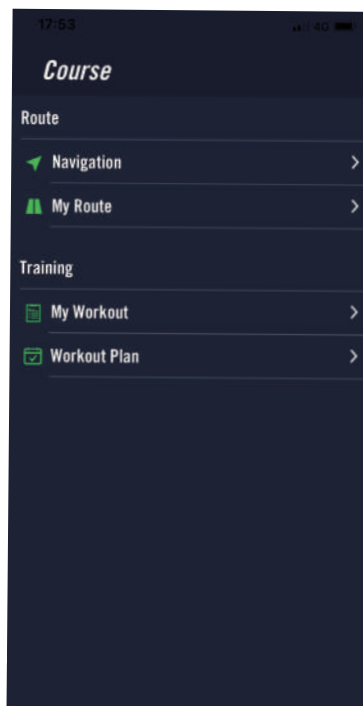 17:53
4G
Course
Route
Navigation
My Route
Training
My Workout
Workout Plan